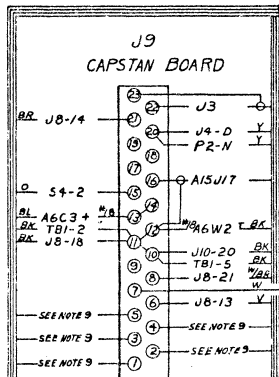 J9
CAPSTAN BOARD
23
22 J3
BR J8-14 21
20 J4-D Y
P2-N Y
19
18
17
16 A15J17
O S4-2 15
14
BL A6C3 + #18 13
12 #18 A6W2 - BK
BK TB1-2
BK J8-18 11
10 J10-20 BK
TB1-5 BK
9
8 J8-21 W/BR
7 W
6 J8-13 V
SEE NOTE 9 5
4 SEE NOTE 9
SEE NOTE 9 3
2 SEE NOTE 9
SEE NOTE 9 1